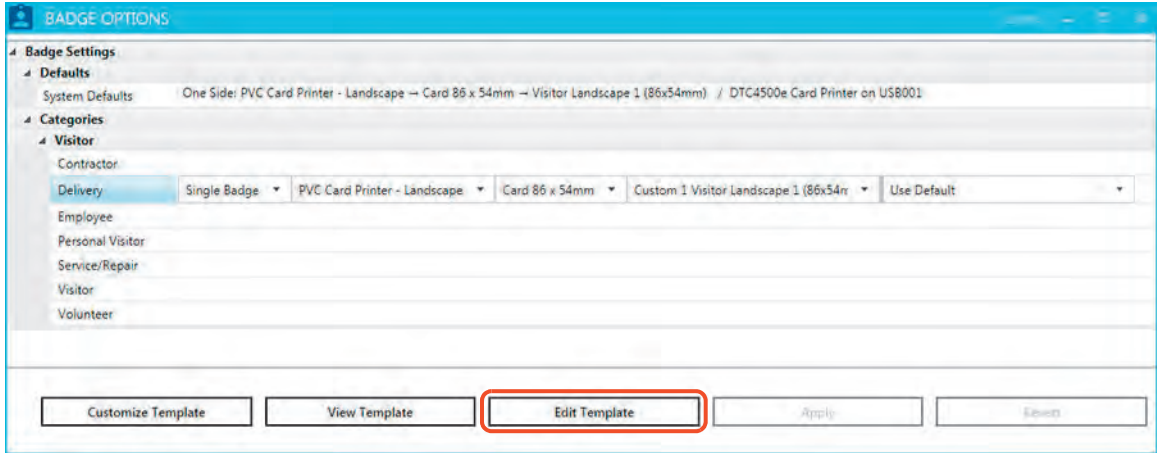 BADGE OPTIONS
Badge Settings
Defaults
System Defaults One Side: PVC Card Printer - Landscape → Card 86 x 54mm → Visitor Landscape 1 (86x54mm) / DTC4500e Card Printer on USB001
Categories
Visitor
Contractor
Delivery Single Badge PVC Card Printer - Landscape Card 86 x 54mm Custom 1 Visitor Landscape 1 (86x54m Use Default
Employee
Personal Visitor
Service/Repair
Visitor
Volunteer
Customize Template View Template Edit Template Apply